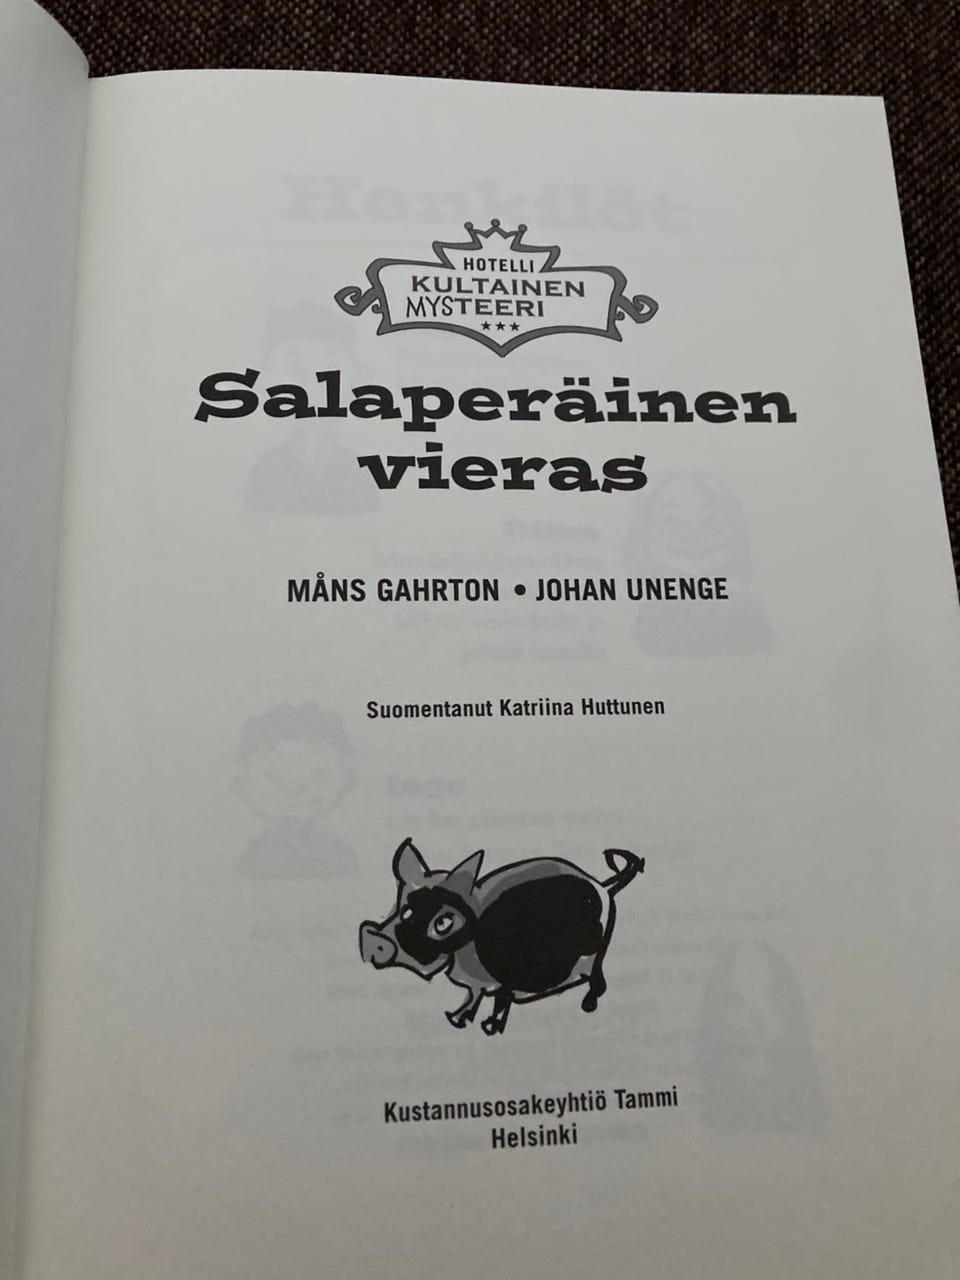 HOTELLI
KULTAINEN
MYSTEERI
Salaperäinen
vieras
MÅNS GAHRTON • JOHAN UNENGE
Suomentanut Katriina Huttunen
Kustannusosakeyhtiö Tammi
Helsinki